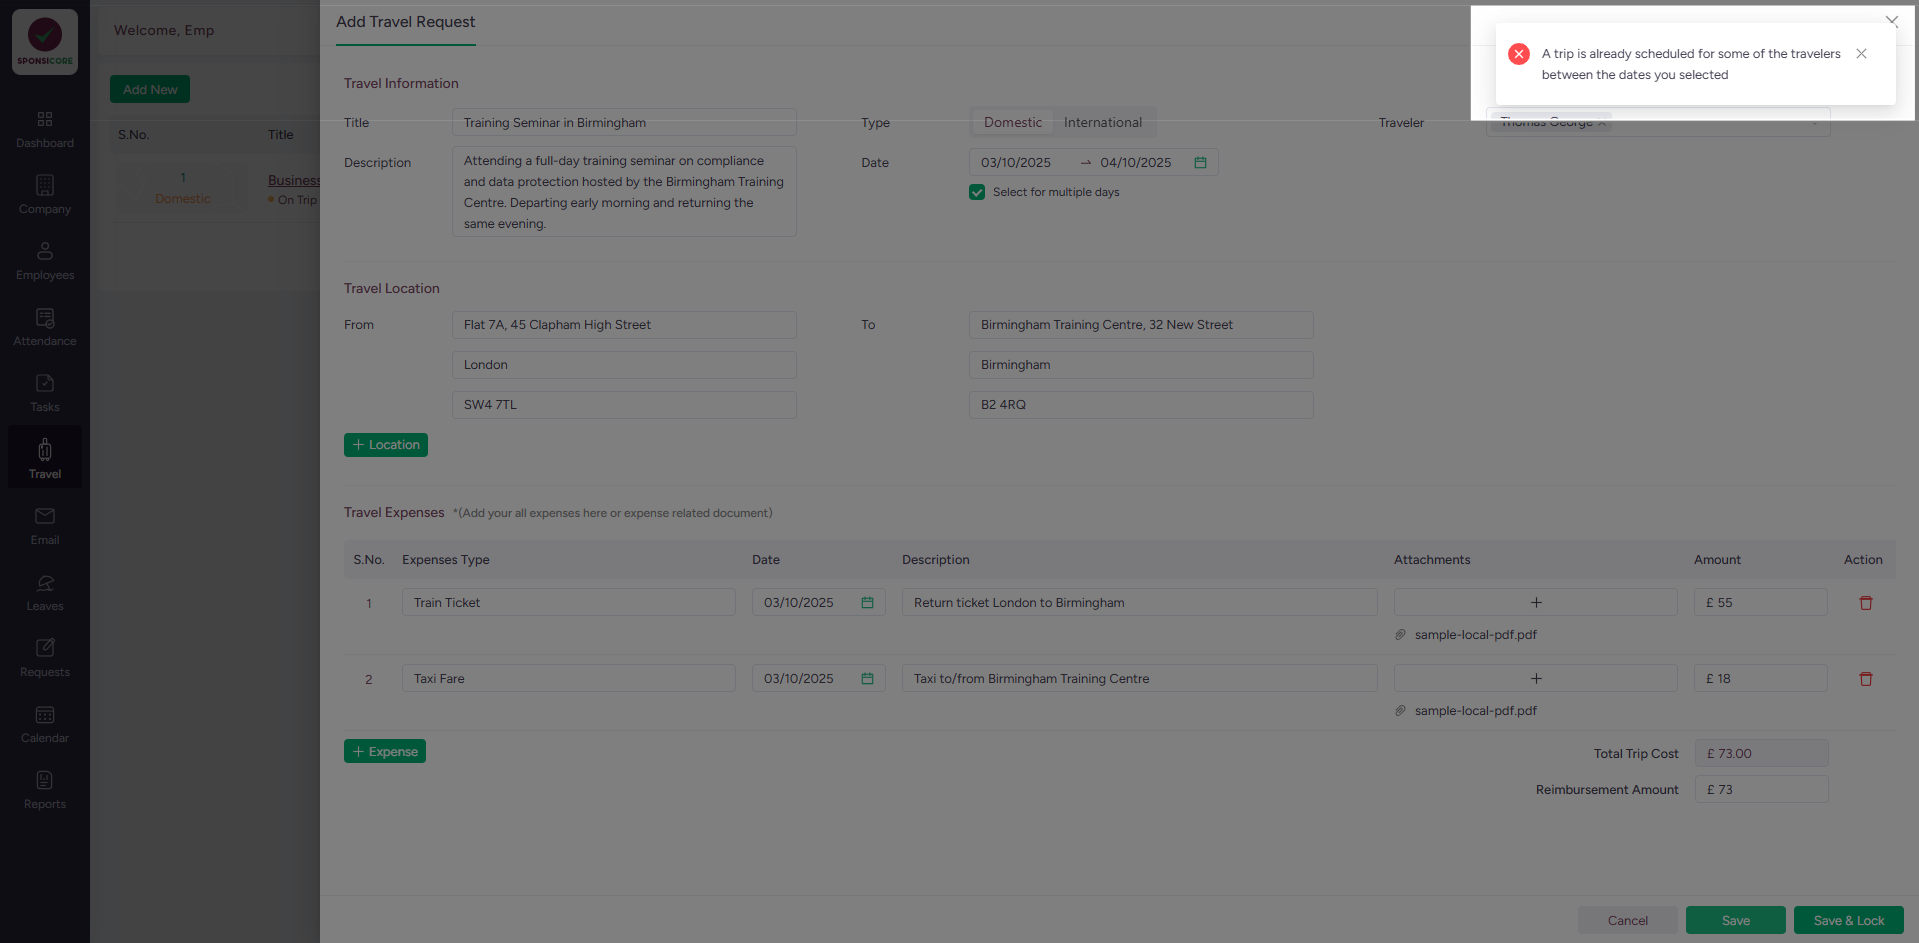 SPONSICORE
Dashboard
Company
Employees
Attendance
Tasks
Travel
Email
Leaves
Requests
Calendar
Reports
Welcome, Emp
Add New
S.No. Title
1
Domestic
Business
On Trip
Add Travel Request
A trip is already scheduled for some of the travelers
between the dates you selected
Travel Information
Title Training Seminar in Birmingham
Type Domestic International
Traveler Thomas George
Description Attending a full-day training seminar on compliance
and data protection hosted by the Birmingham Training
Centre. Departing early morning and returning the
same evening.
Date 03/10/2025 → 04/10/2025
Select for multiple days
Travel Location
From Flat 7A, 45 Clapham High Street
London
SW4 7TL
To Birmingham Training Centre, 32 New Street
Birmingham
B2 4RQ
+ Location
Travel Expenses *(Add your all expenses here or expense related document)
S.No. Expenses Type Date Description Attachments Amount Action
1 Train Ticket 03/10/2025 Return ticket London to Birmingham + £ 55
sample-local-pdf.pdf
2 Taxi Fare 03/10/2025 Taxi to/from Birmingham Training Centre + £ 18
sample-local-pdf.pdf
+ Expense
Total Trip Cost £ 73.00
Reimbursement Amount £ 73
Cancel Save Save & Lock